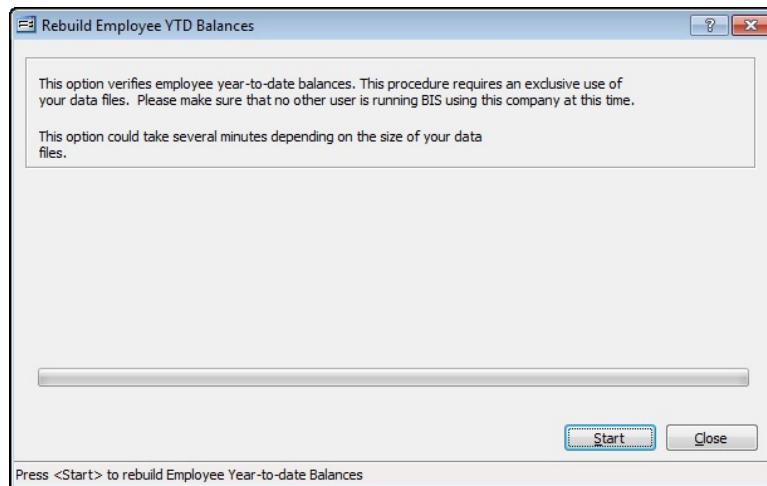 Rebuild Employee YTD Balances
This option verifies employee year-to-date balances. This procedure requires an exclusive use of
your data files. Please make sure that no other user is running BIS using this company at this time.
This option could take several minutes depending on the size of your data
files.
Start
Close
Press <Start> to rebuild Employee Year-to-date Balances